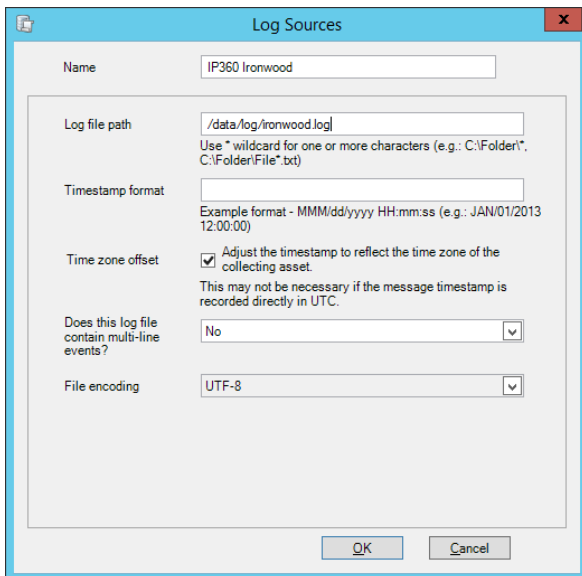 Log Sources
x
Name
IP360 Ironwood
Log file path
/data/log/ironwood.log
Use * wildcard for one or more characters (e.g.: C:\Folder\*,
C:\Folder\File*.txt)
Timestamp format
Example format - MMM/dd/yyyy HH:mm:ss (e.g.: JAN/01/2013
12:00:00)
Time zone offset
Adjust the timestamp to reflect the time zone of the
collecting asset.
This may not be necessary if the message timestamp is
recorded directly in UTC.
Does this log file
contain multi-line
events?
No
File encoding
UTF-8
OK
Cancel